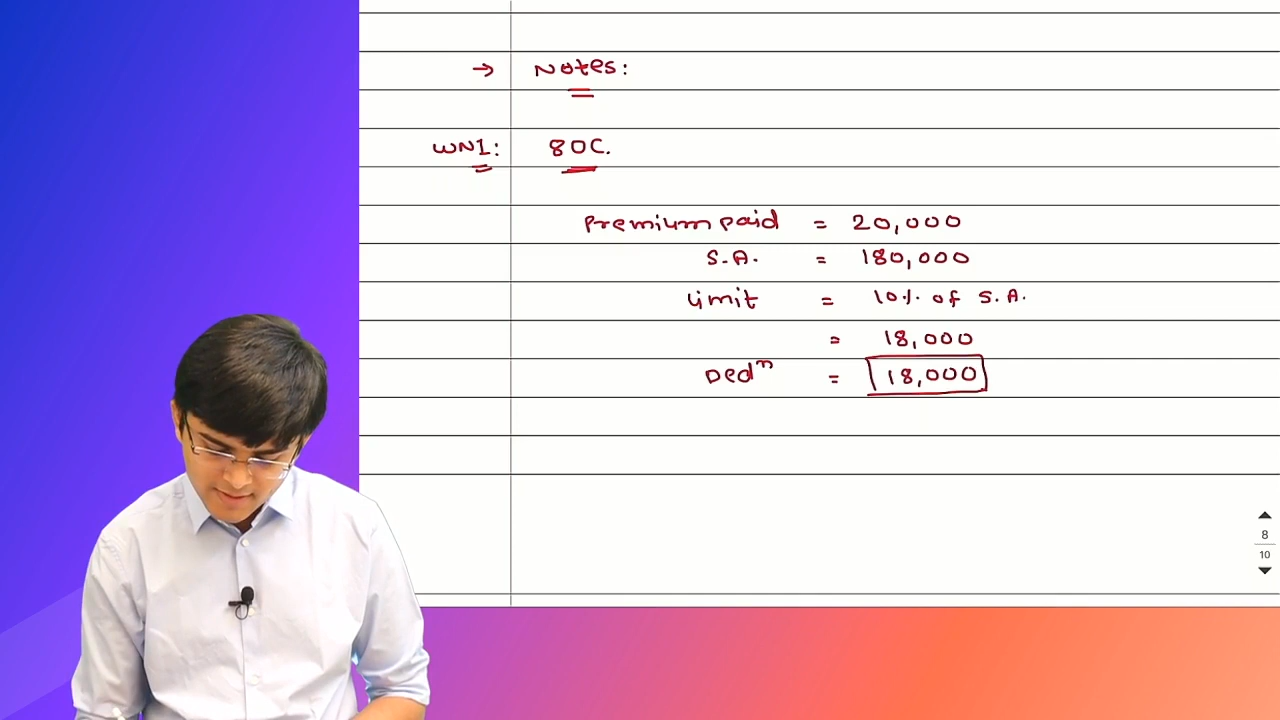 → Notes:
WN1: 80C.
Premium paid = 20,000
S.A. = 180,000
Limit = 10% of S.A.
= 18,000
Dedⁿ = 18,000
8
10